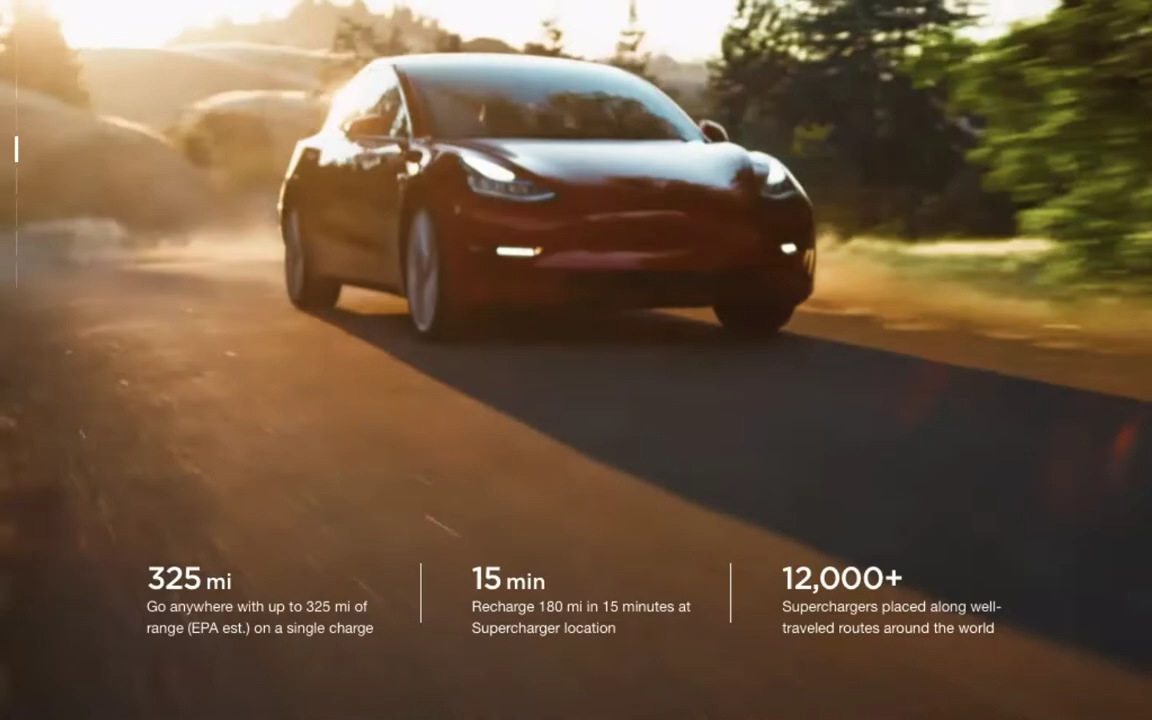 325 mi
Go anywhere with up to 325 mi of
range (EPA est.) on a single charge
15 min
Recharge 180 mi in 15 minutes at
Supercharger location
12,000+
Superchargers placed along well-
traveled routes around the world